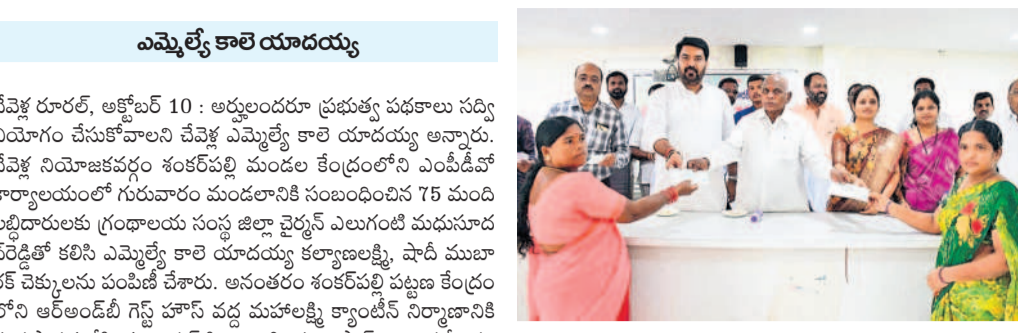 ఎమ్మెల్యే కాలె యాదయ్య
చేవెళ్ల రూరల్, అక్టోబర్ 10 : అర్హులందరూ ప్రభుత్వ పథకాలు సద్వి
నియోగం చేసుకోవాలని చేవెళ్ల ఎమ్మెల్యే కాలె యాదయ్య అన్నారు.
చేవెళ్ల నియోజకవర్గం శంకర్‌పల్లి మండల కేంద్రంలోని ఎంపీడీవో
కార్యాలయంలో గురువారం మండలానికి సంబంధించిన 75 మంది
లబ్ధిదారులకు గ్రంథాలయ సంస్థ జిల్లా చైర్మన్ ఎలుగంటి మధుసూద
న్‌రెడ్డితో కలిసి ఎమ్మెల్యే కాలె యాదయ్య కల్యాణలక్ష్మి, షాదీ ముబా
రక్ చెక్కులను పంపిణీ చేశారు. అనంతరం శంకర్‌పల్లి పట్టణ కేంద్రం
లోని ఆర్‌అండ్‌బీ గెస్ట్ హౌస్ వద్ద మహాలక్ష్మి క్యాంటీన్ నిర్మాణానికి